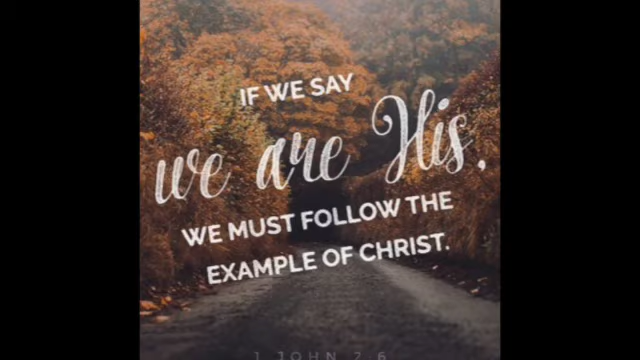 IF WE SAY
we are His,
WE MUST FOLLOW THE
EXAMPLE OF CHRIST.
1 JOHN 2:6